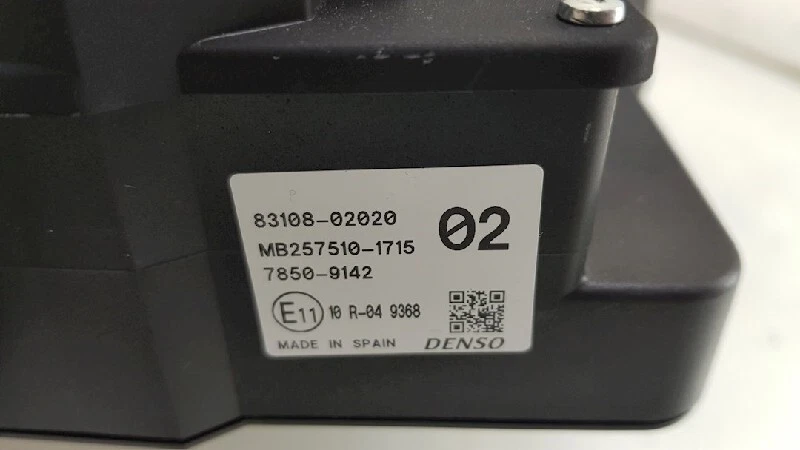 83108-02020
02
MB257510-1715
7850-9142
E11 10 R-04 9368
MADE IN SPAIN DENSO